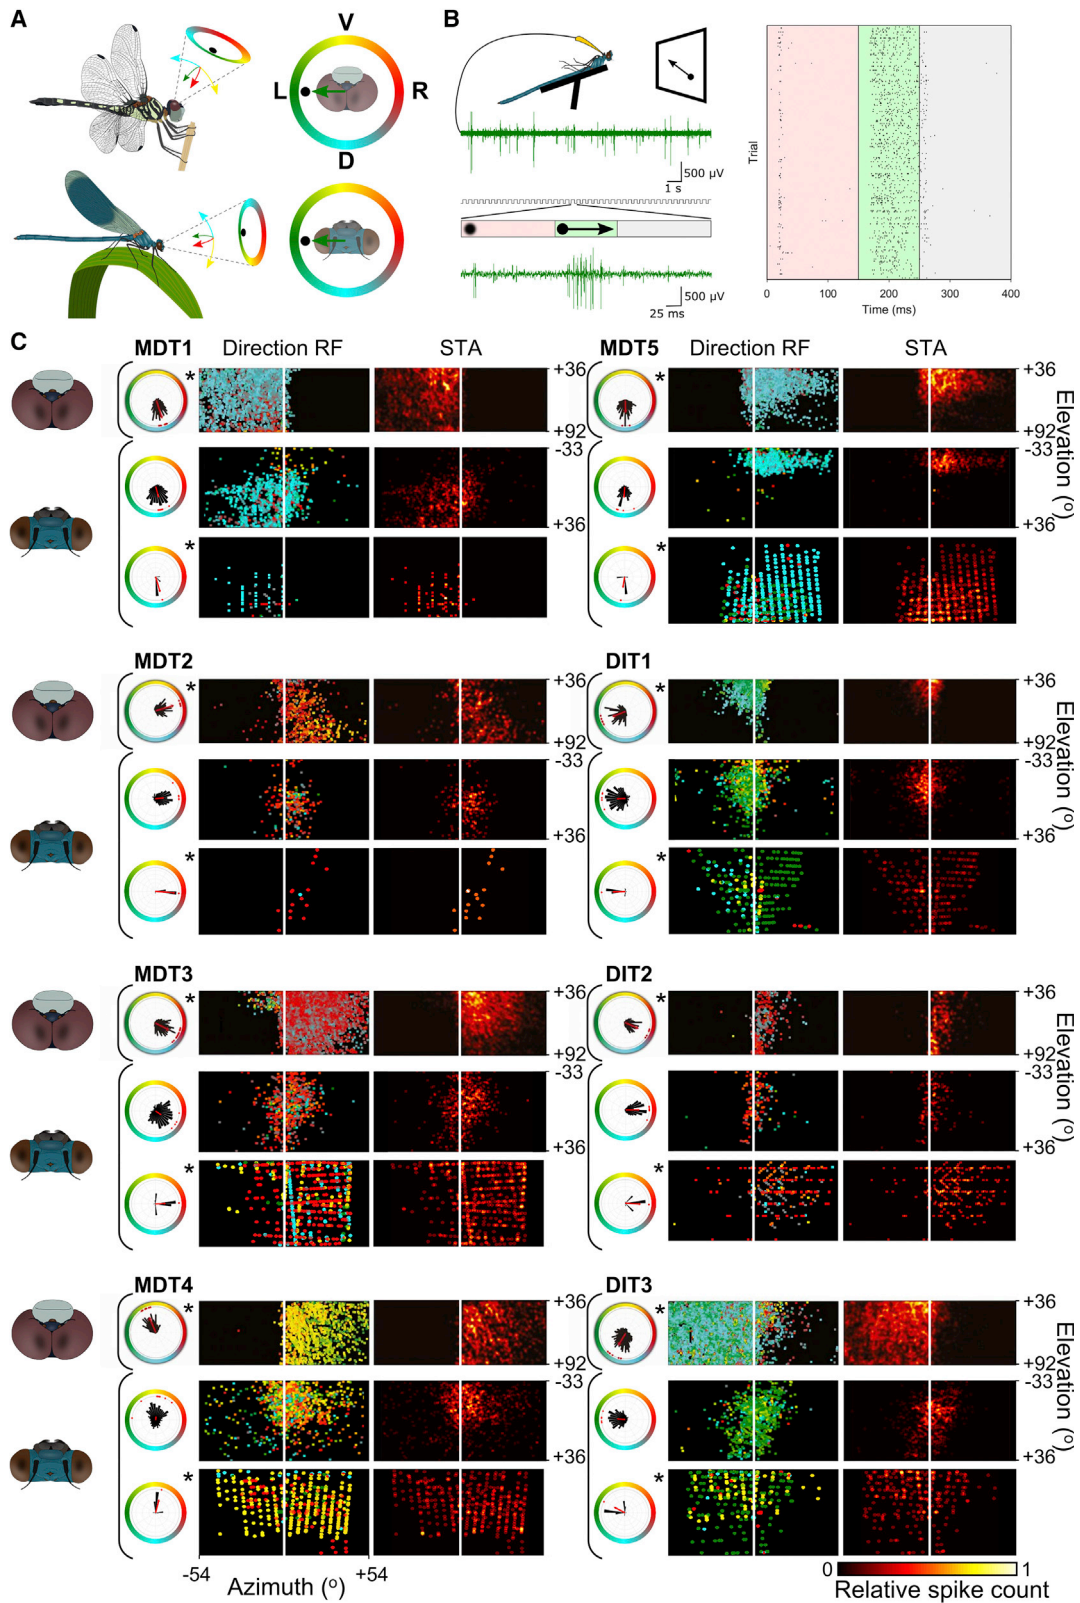 A
V
L
R
D
B
500 µV
1 s
500 µV
25 ms
Trial
0 100 200 300 400
Time (ms)
C
MDT1 Direction RF STA
*
+36
+92
-33
+36
*
MDT5 Direction RF STA
*
+36
+92
-33
+36
*
Elevation (o)
MDT2
*
+36
+92
-33
+36
*
DIT1
*
+36
+92
-33
+36
*
Elevation (o)
MDT3
*
+36
+92
-33
+36
*
DIT2
*
+36
+92
-33
+36
*
Elevation (o)
MDT4
*
+36
+92
-33
+36
*
DIT3
*
+36
+92
-33
+36
*
Elevation (o)
-54 +54
Azimuth (o)
0 1
Relative spike count